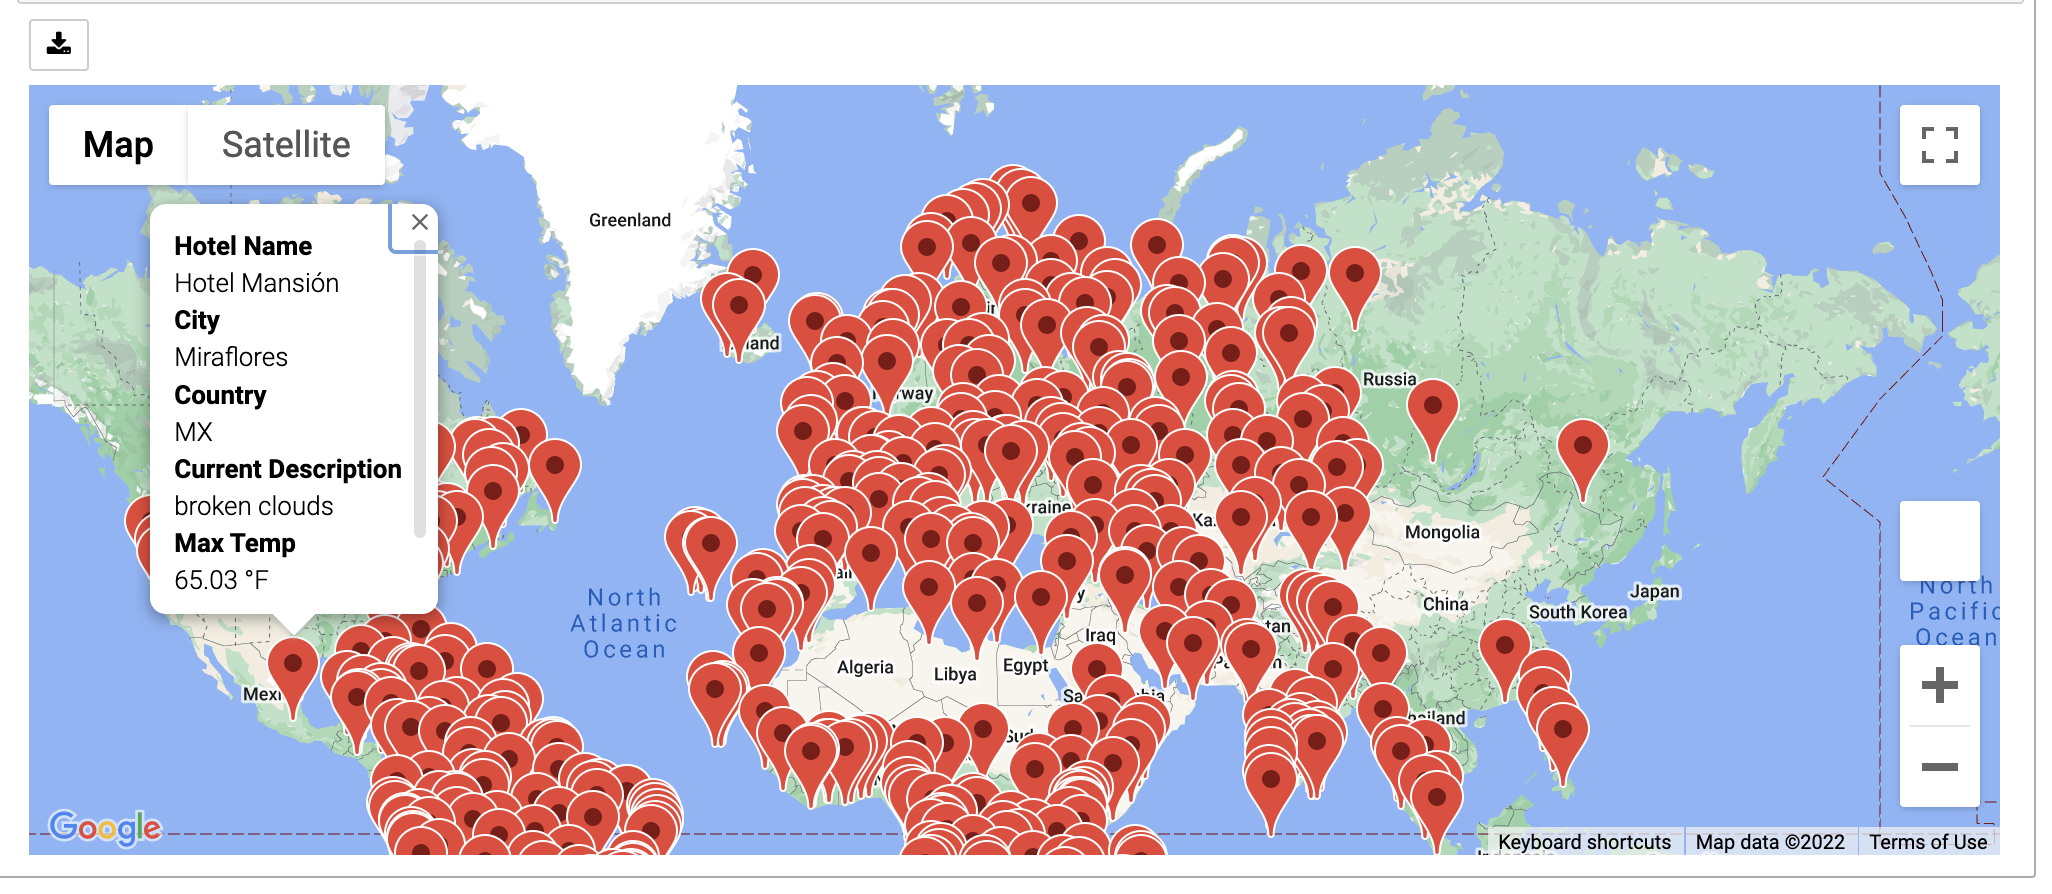 Map
Satellite
Hotel Name
Hotel Mansión
City
Miraflores
Country
MX
Current Description
broken clouds
Max Temp
65.03 °F
Greenland
Russia
Mongolia
China
Japan
South Korea
North
Atlantic
Ocean
North
Pacific
Ocean
Iraq
Algeria
Libya
Egypt
Google
Keyboard shortcuts
Map data ©2022
Terms of Use